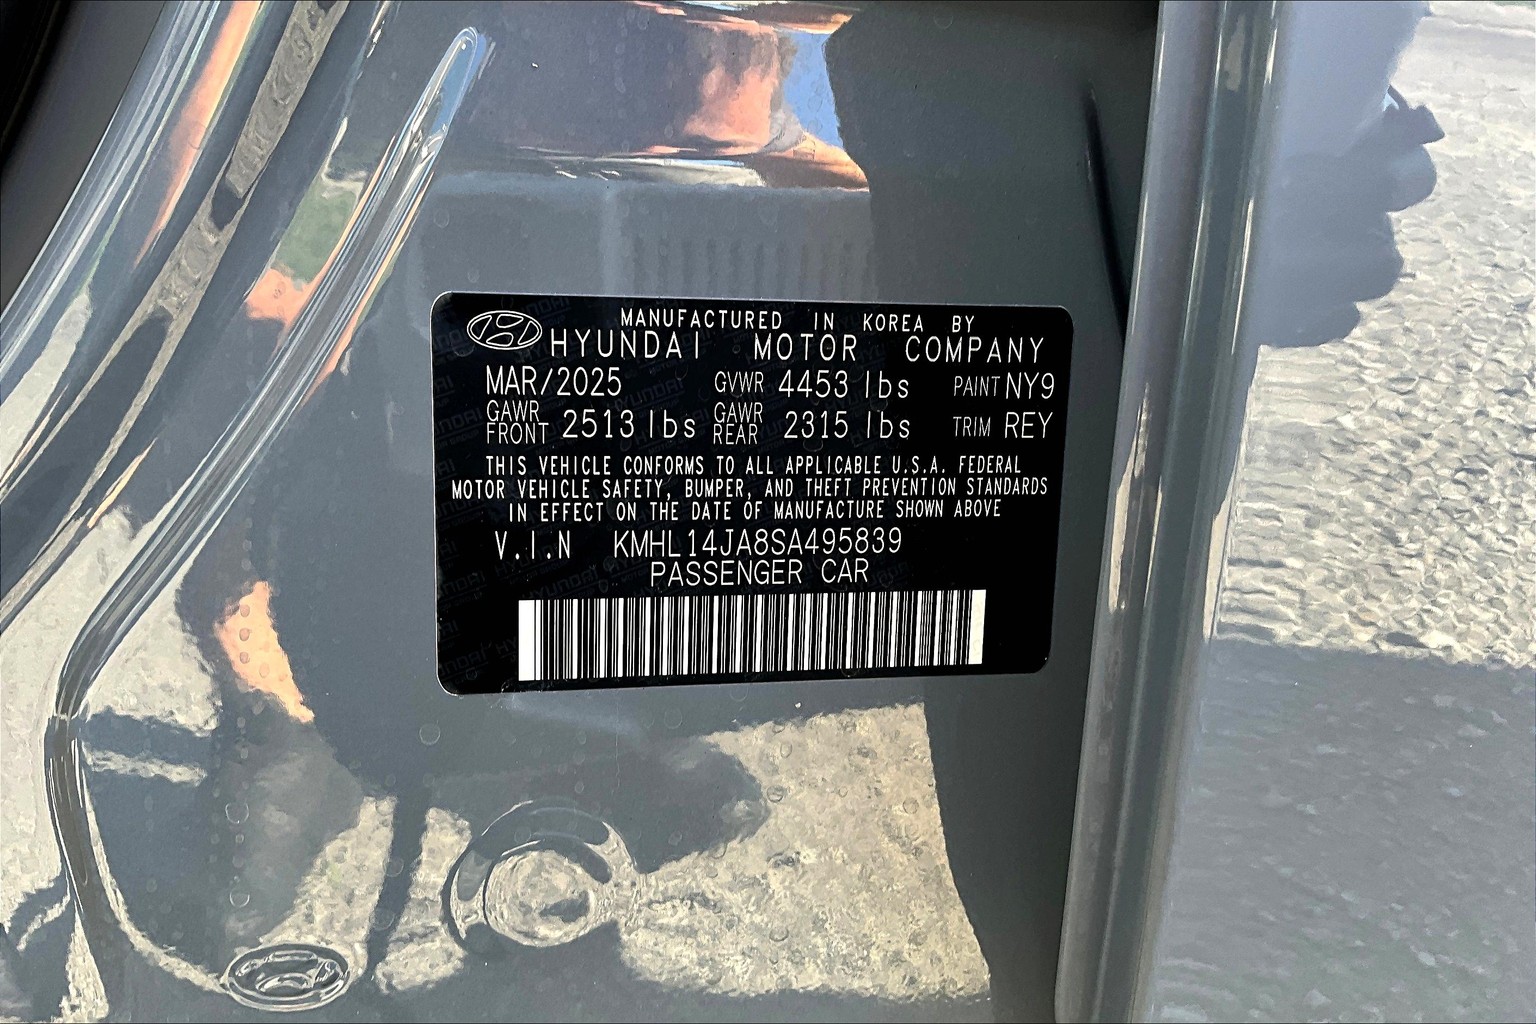 MANUFACTURED IN KOREA BY
HYUNDAI MOTOR COMPANY
MAR/2025 GVWR 4453 lbs PAINT NY9
GAWR FRONT 2513 lbs GAWR REAR 2315 lbs TRIM REY
THIS VEHICLE CONFORMS TO ALL APPLICABLE U.S.A. FEDERAL
MOTOR VEHICLE SAFETY, BUMPER, AND THEFT PREVENTION STANDARDS
IN EFFECT ON THE DATE OF MANUFACTURE SHOWN ABOVE
V.I.N KMHL14JA8SA495839
PASSENGER CAR